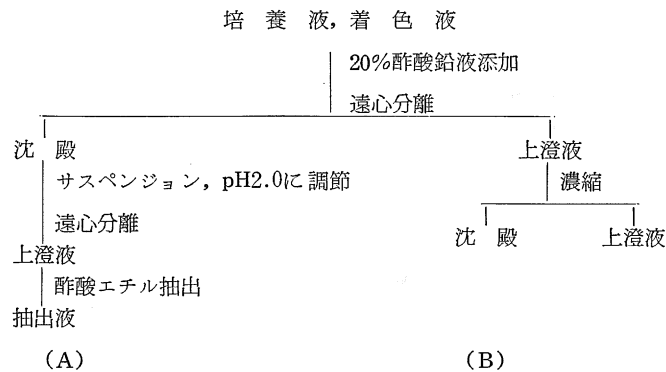 培養液，着色液
20%酢酸鉛液添加
遠心分離
沈殿
上澄液
サスペンジョン，pH2.0に調節
濃縮
遠心分離
沈殿
上澄液
上澄液
酢酸エチル抽出
抽出液
（A）
（B）